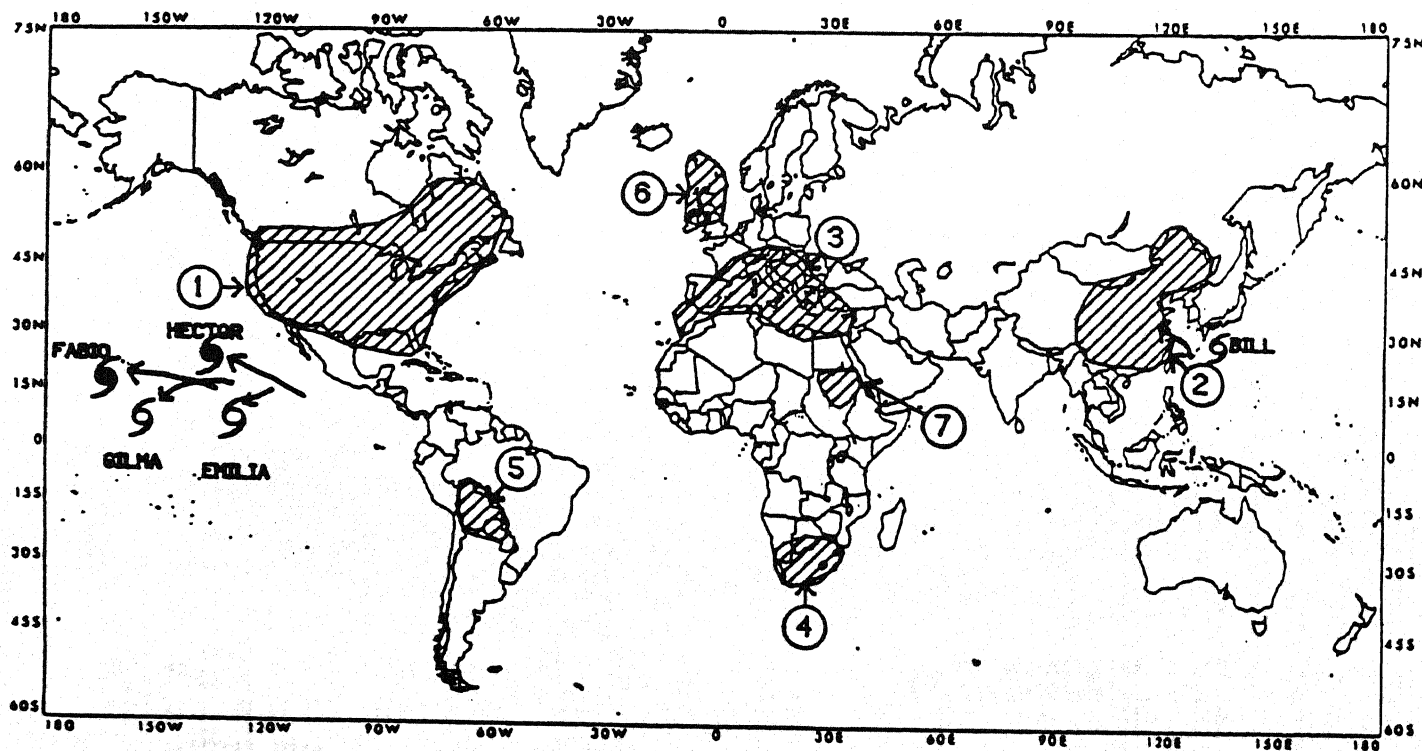 180 150W 120W 90W 60W 30W 0 30E 60E 90E 120E 150E 180
75N 75N
60N 60N
6
3
45N 45N
1
30N HECTOR 30N
FABIO BILL
2
15N 15N
7
0 0
GILMA EMILIA 5
15S 15S
30S 30S
4
45S 45S
60S 60S
180 150W 120W 90W 60W 30W 0 30E 60E 90E 120E 150E 180